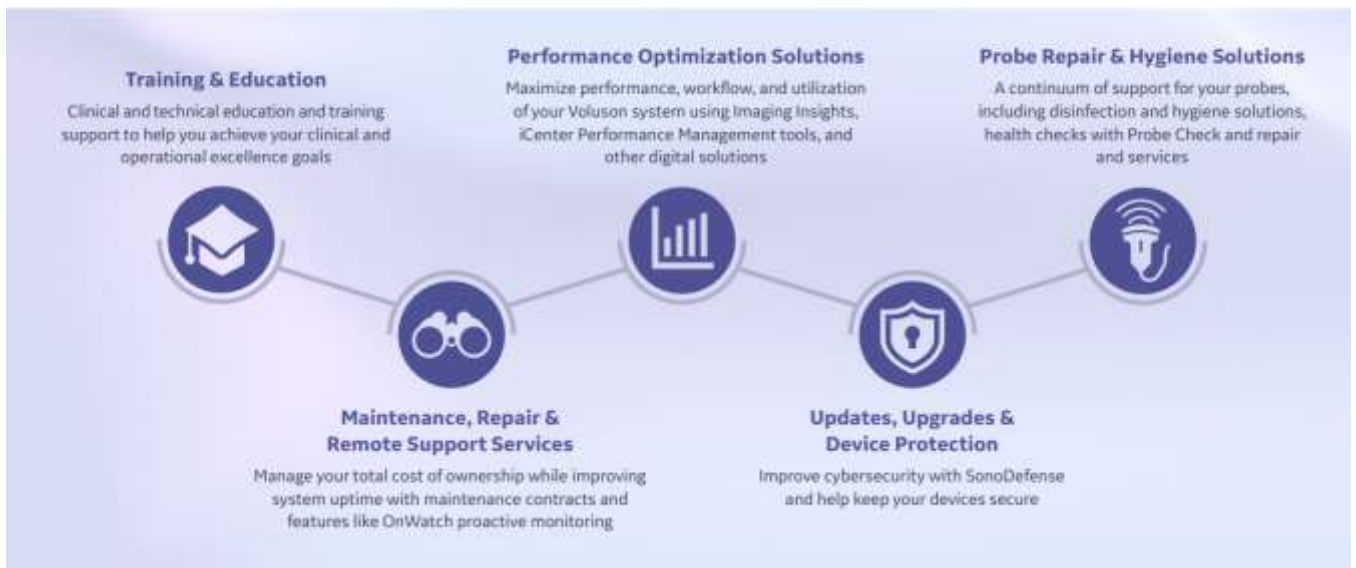 Training & Education
Clinical and technical education and training
support to help you achieve your clinical and
operational excellence goals
Maintenance, Repair &
Remote Support Services
Manage your total cost of ownership while improving
system uptime with maintenance contracts and
features like OnWatch proactive monitoring
Performance Optimization Solutions
Maximize performance, workflow, and utilization
of your Voluson system using Imaging Insights,
iCenter Performance Management tools, and
other digital solutions
Updates, Upgrades &
Device Protection
Improve cybersecurity with SonoDefense
and help keep your devices secure
Probe Repair & Hygiene Solutions
A continuum of support for your probes,
including disinfection and hygiene solutions,
health checks with Probe Check and repair
and services